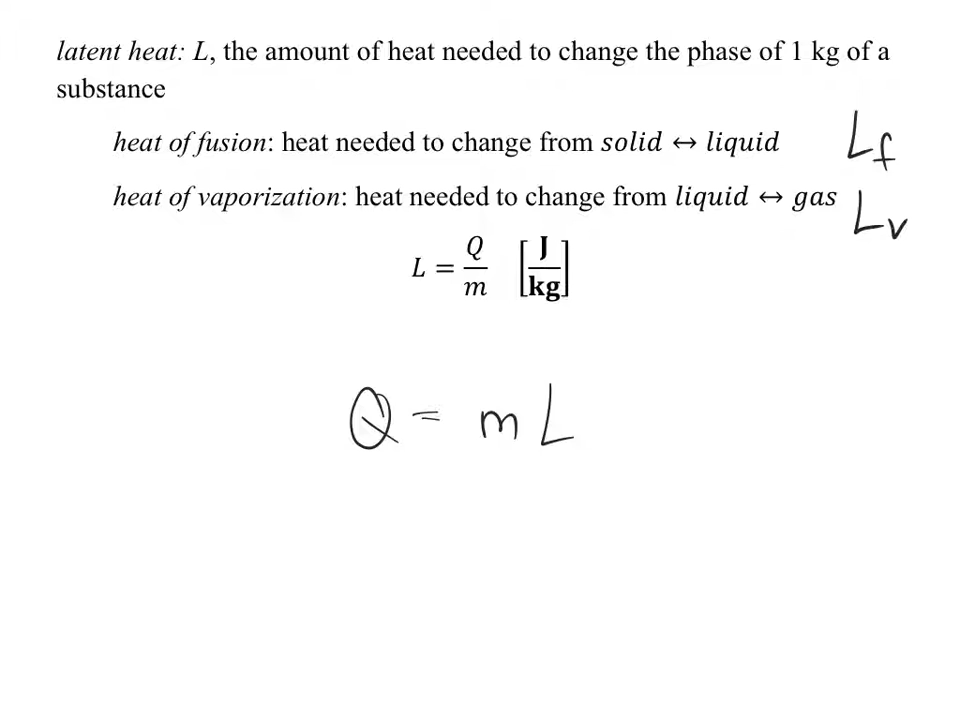 latent heat: L, the amount of heat needed to change the phase of 1 kg of a
substance
heat of fusion: heat needed to change from solid ↔ liquid L_f
heat of vaporization: heat needed to change from liquid ↔ gas L_v
L = Q/m [J/kg]
Q = mL